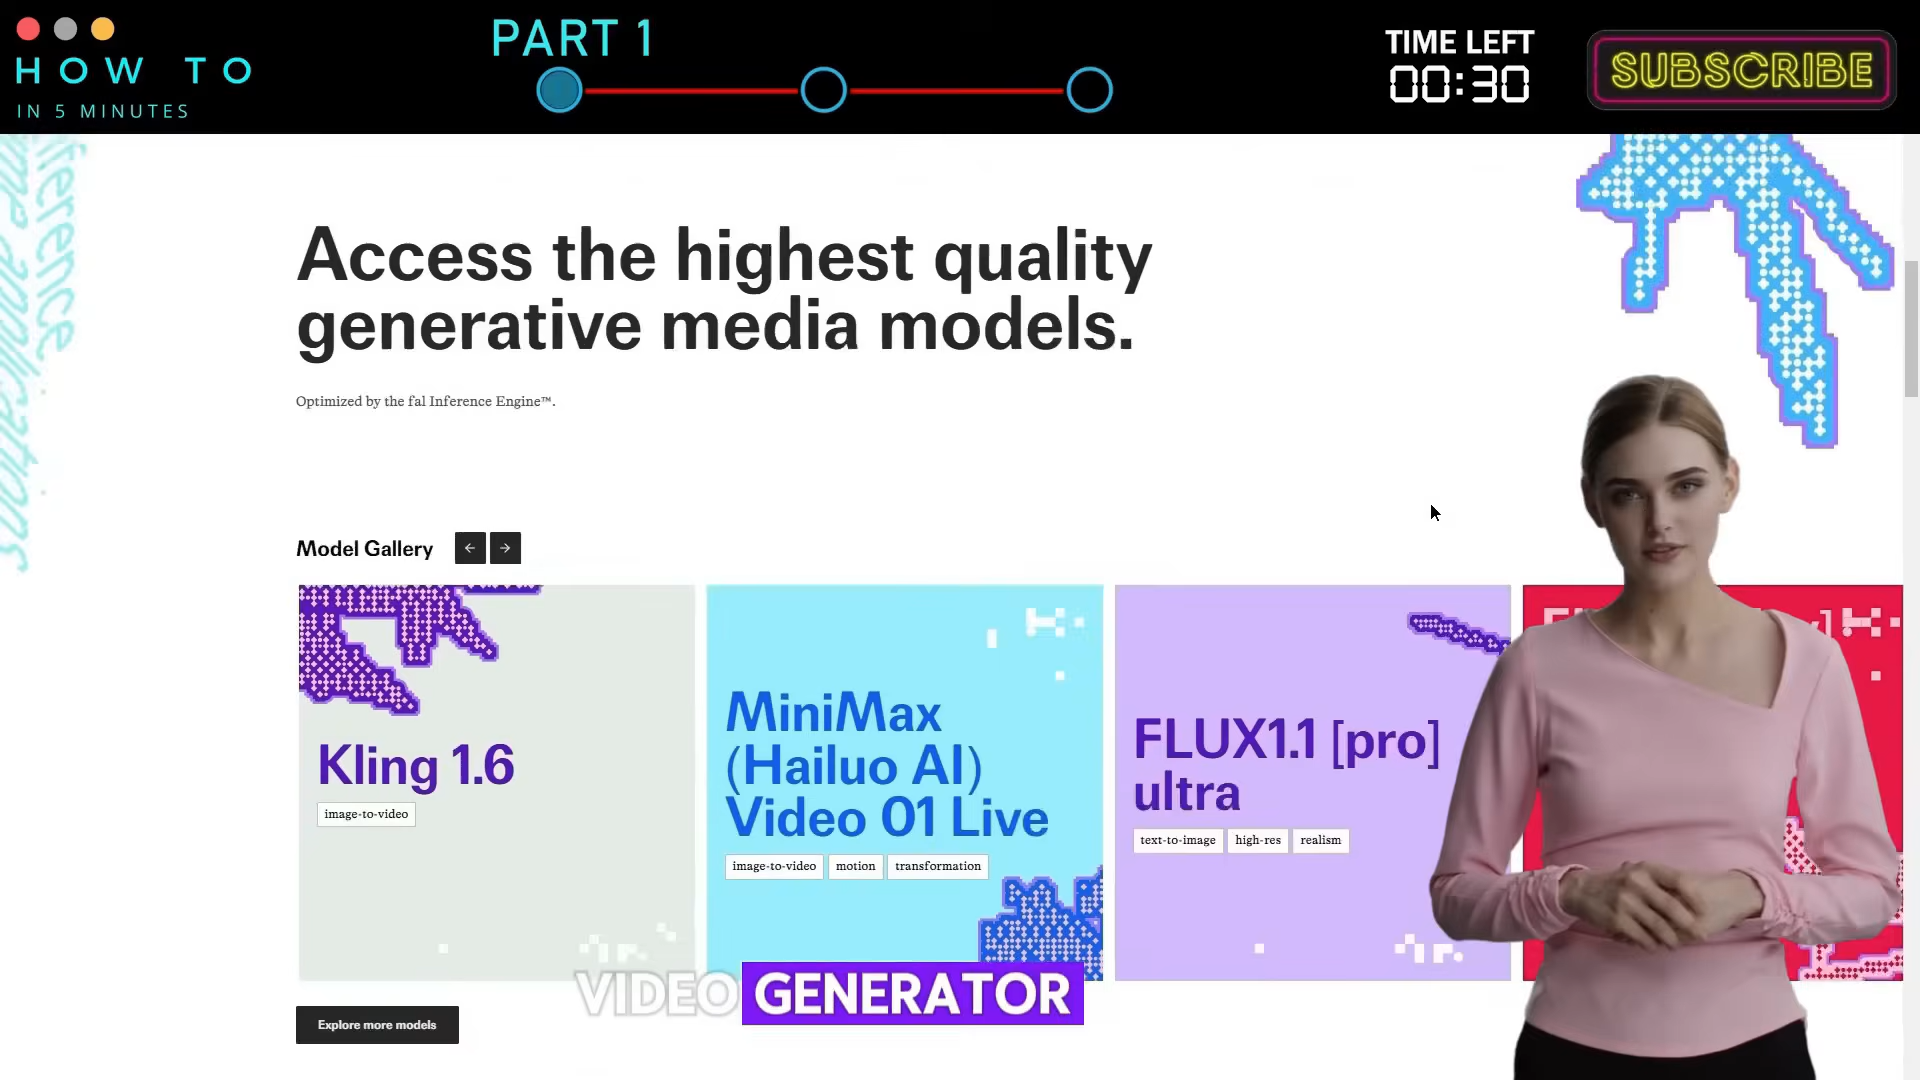 HOW TO
IN 5 MINUTES
PART 1
TIME LEFT
00:30
SUBSCRIBE
Access the highest quality
generative media models.
Optimized by the fal Inference Engine™.
Model Gallery
Kling 1.6
image-to-video
MiniMax
(Hailuo AI)
Video 01 Live
image-to-video motion transformation
FLUX1.1 [pro]
ultra
text-to-image high-res realism
VIDEO GENERATOR
Explore more models